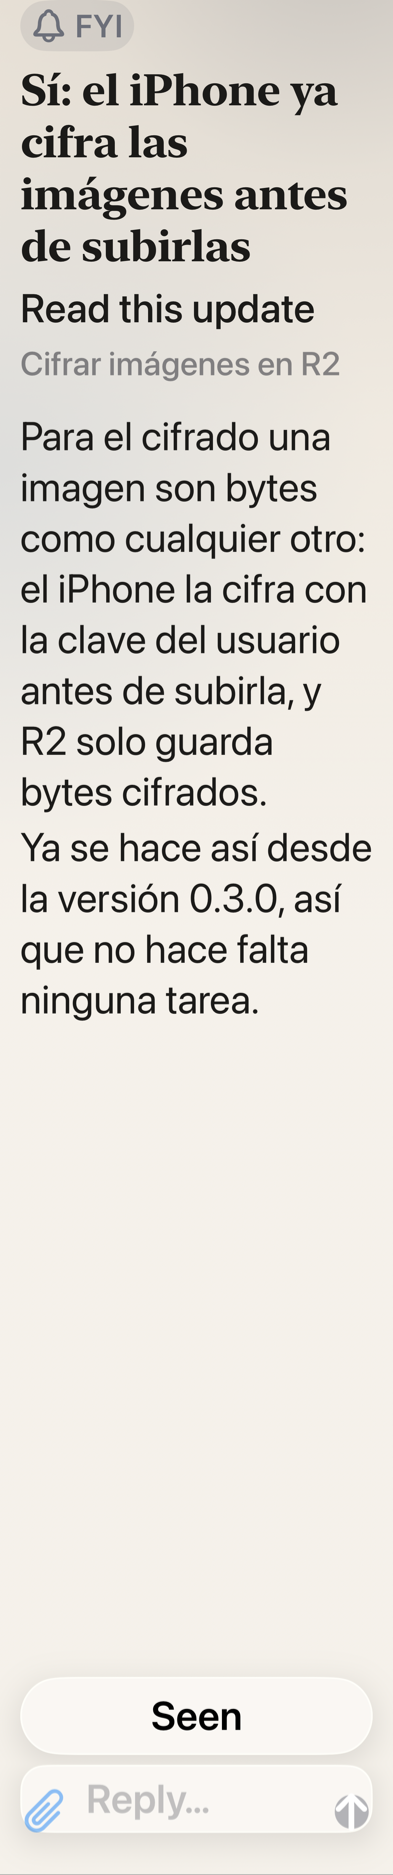 FYI
Sí: el iPhone ya
cifra las
imágenes antes
de subirlas
Read this update
Cifrar imágenes en R2
Para el cifrado una
imagen son bytes
como cualquier otro:
el iPhone la cifra con
la clave del usuario
antes de subirla, y
R2 solo guarda
bytes cifrados.
Ya se hace así desde
la versión 0.3.0, así
que no hace falta
ninguna tarea.
Seen
Reply...